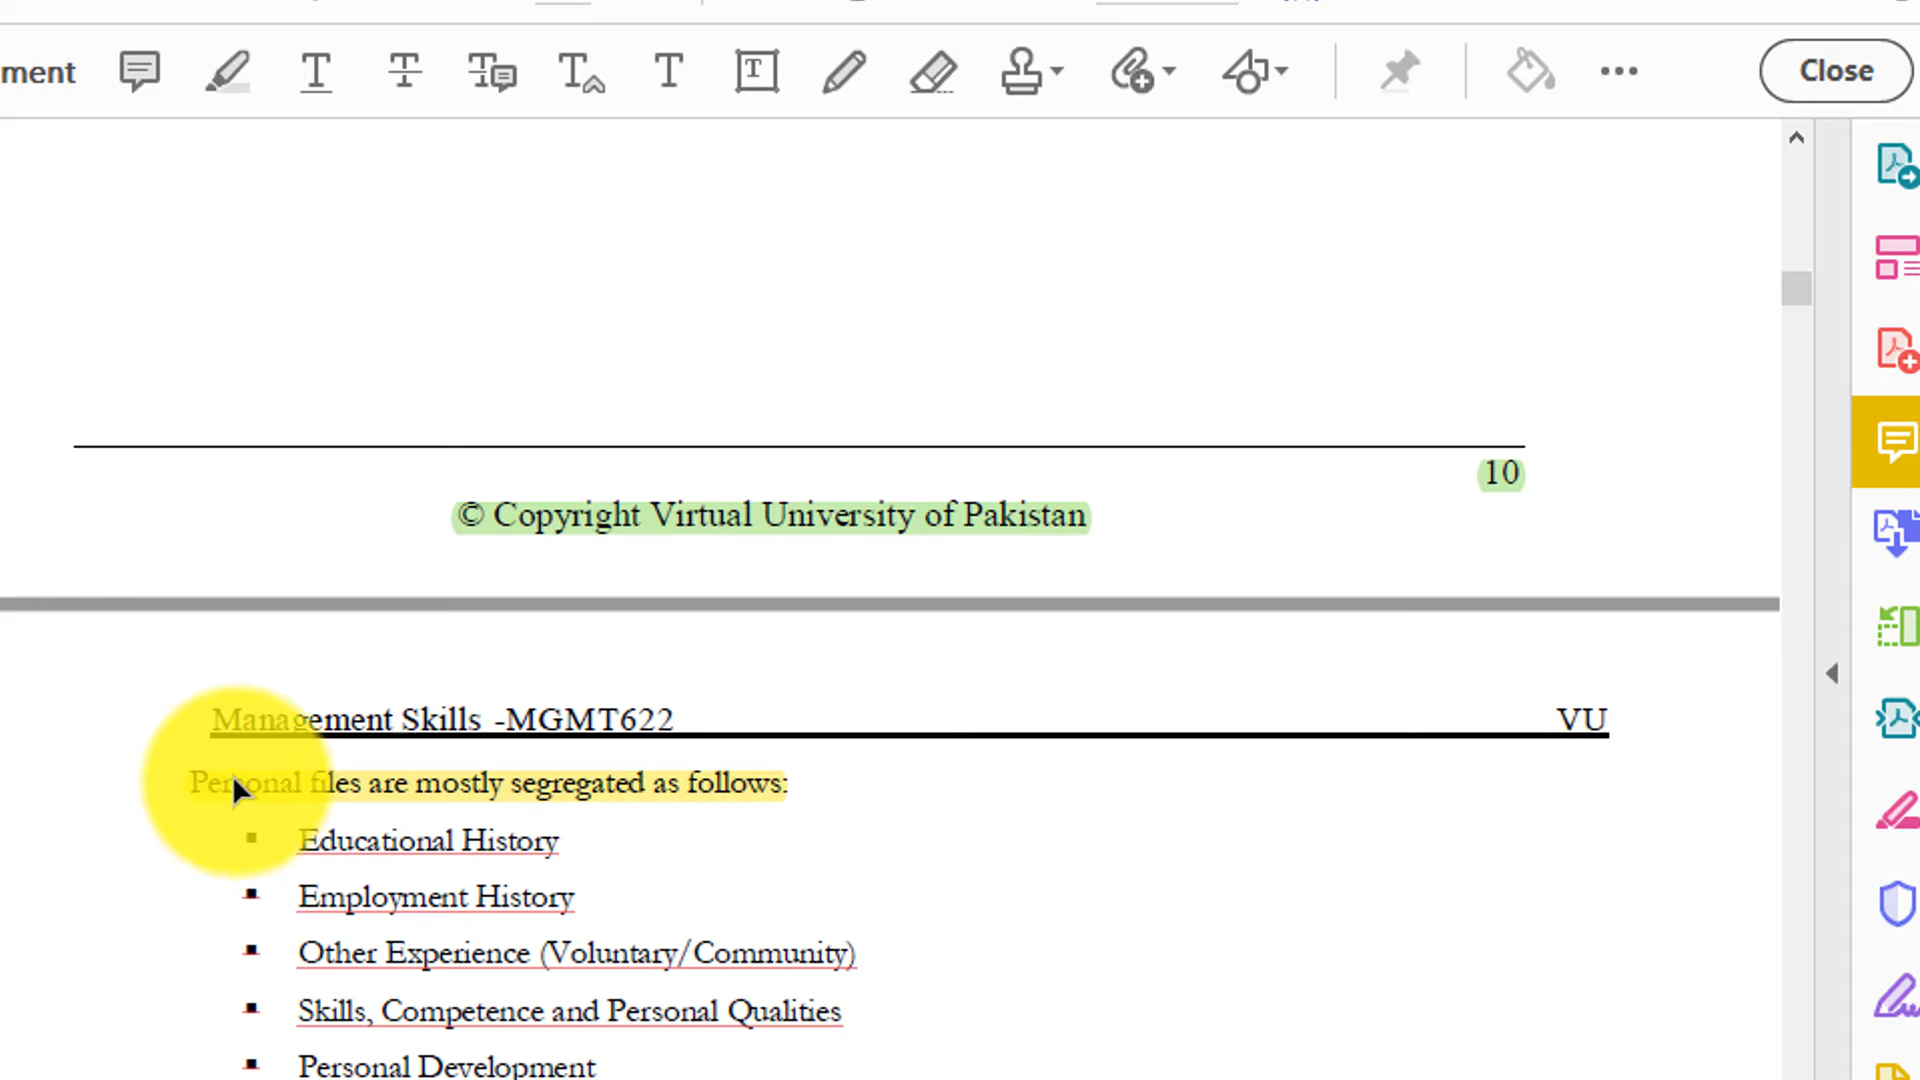 ment
Close
10
© Copyright Virtual University of Pakistan
Management Skills -MGMT622 VU
Personal files are mostly segregated as follows:
▪ Educational History
▪ Employment History
▪ Other Experience (Voluntary/Community)
▪ Skills, Competence and Personal Qualities
▪ Personal Development